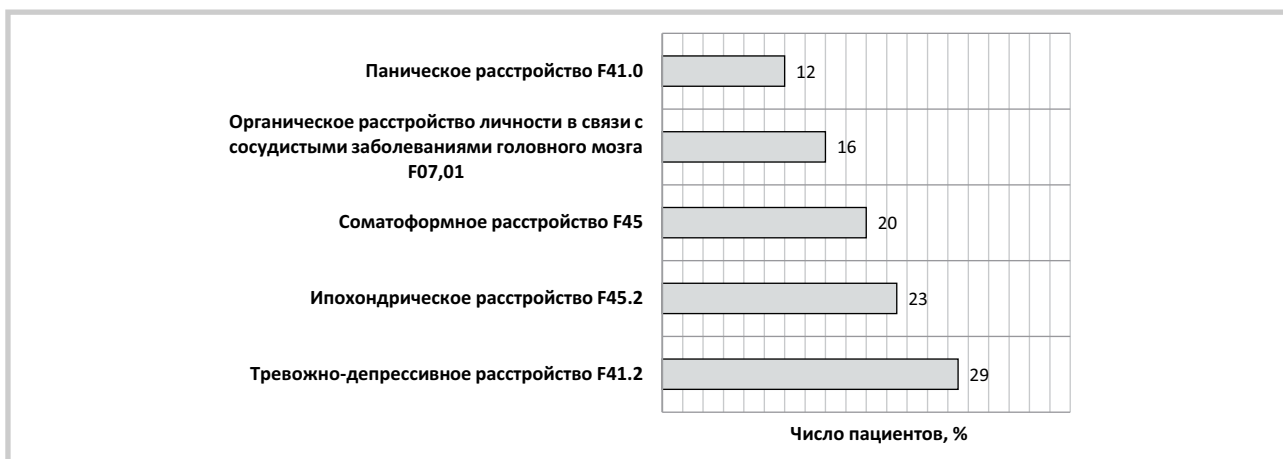 Паническое расстройство F41.0
12
Органическое расстройство личности в связи с
сосудистыми заболеваниями головного мозга
F07,01
16
Соматоформное расстройство F45
20
Ипохондрическое расстройство F45.2
23
Тревожно-депрессивное расстройство F41.2
29
Число пациентов, %